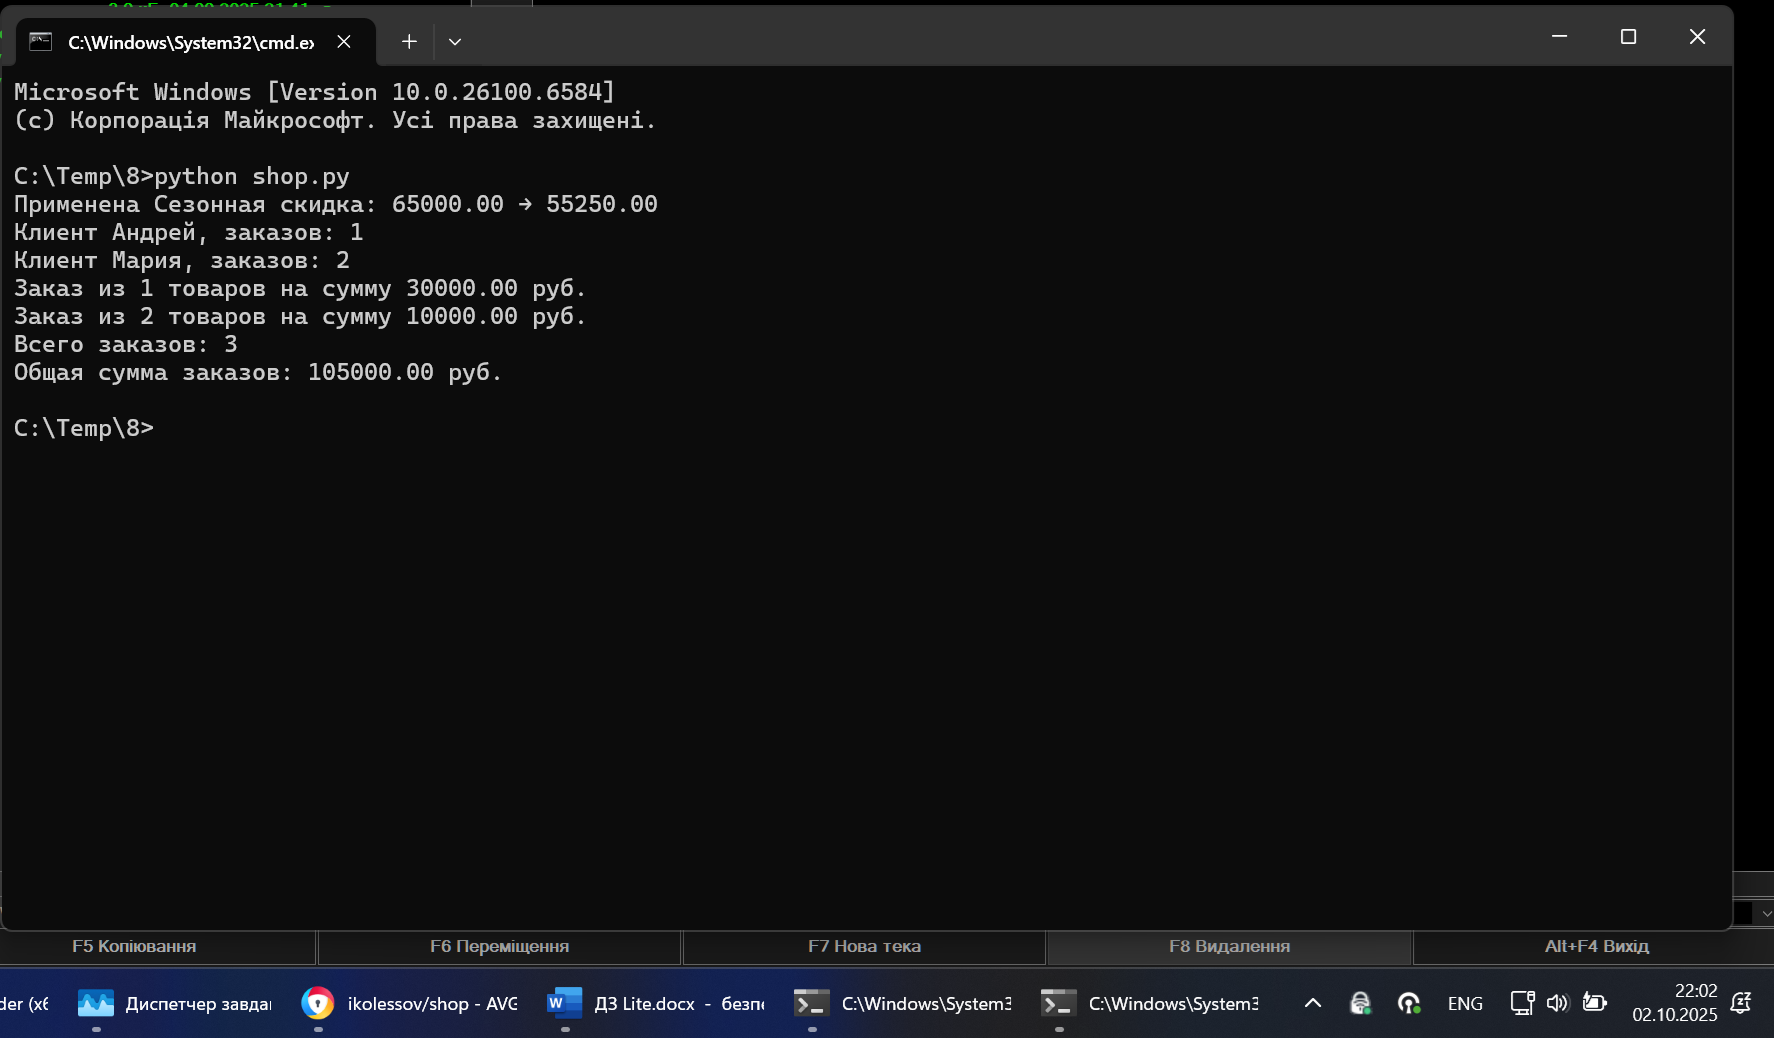 C:\Windows\System32\cmd.ex
Microsoft Windows [Version 10.0.26100.6584]
(c) Корпорація Майкрософт. Усі права захищені.
C:\Temp\8>python shop.py
Применена Сезонная скидка: 65000.00 → 55250.00
Клиент Андрей, заказов: 1
Клиент Мария, заказов: 2
Заказ из 1 товаров на сумму 30000.00 руб.
Заказ из 2 товаров на сумму 10000.00 руб.
Всего заказов: 3
Общая сумма заказов: 105000.00 руб.
C:\Temp\8>
F5 Копіювання F6 Переміщення F7 Нова тека F8 Видалення Alt+F4 Вихід
der (x6 Диспетчер завдан ikolessov/shop - AVG ДЗ Lite.docx - безпе C:\Windows\System3 C:\Windows\System3 ENG 22:02
02.10.2025